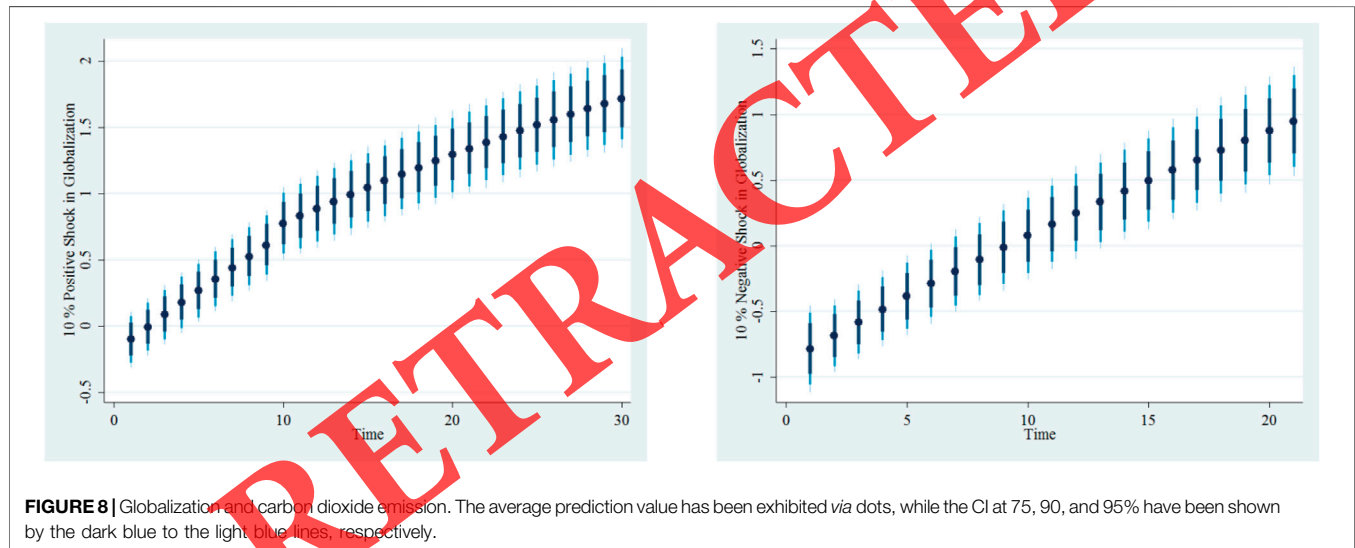 10 % Positive Shock in Globalization
2
1.5
1
0.5
0
-0.5
0 10 20 30
Time
10 % Negative Shock in Globalization
1.5
1
0.5
0
-0.5
-1
0 5 10 15 20
Time
RETRACTE
FIGURE 8 | Globalization and carbon dioxide emission. The average prediction value has been exhibited via dots, while the CI at 75, 90, and 95% have been shown
by the dark blue to the light blue lines, respectively.